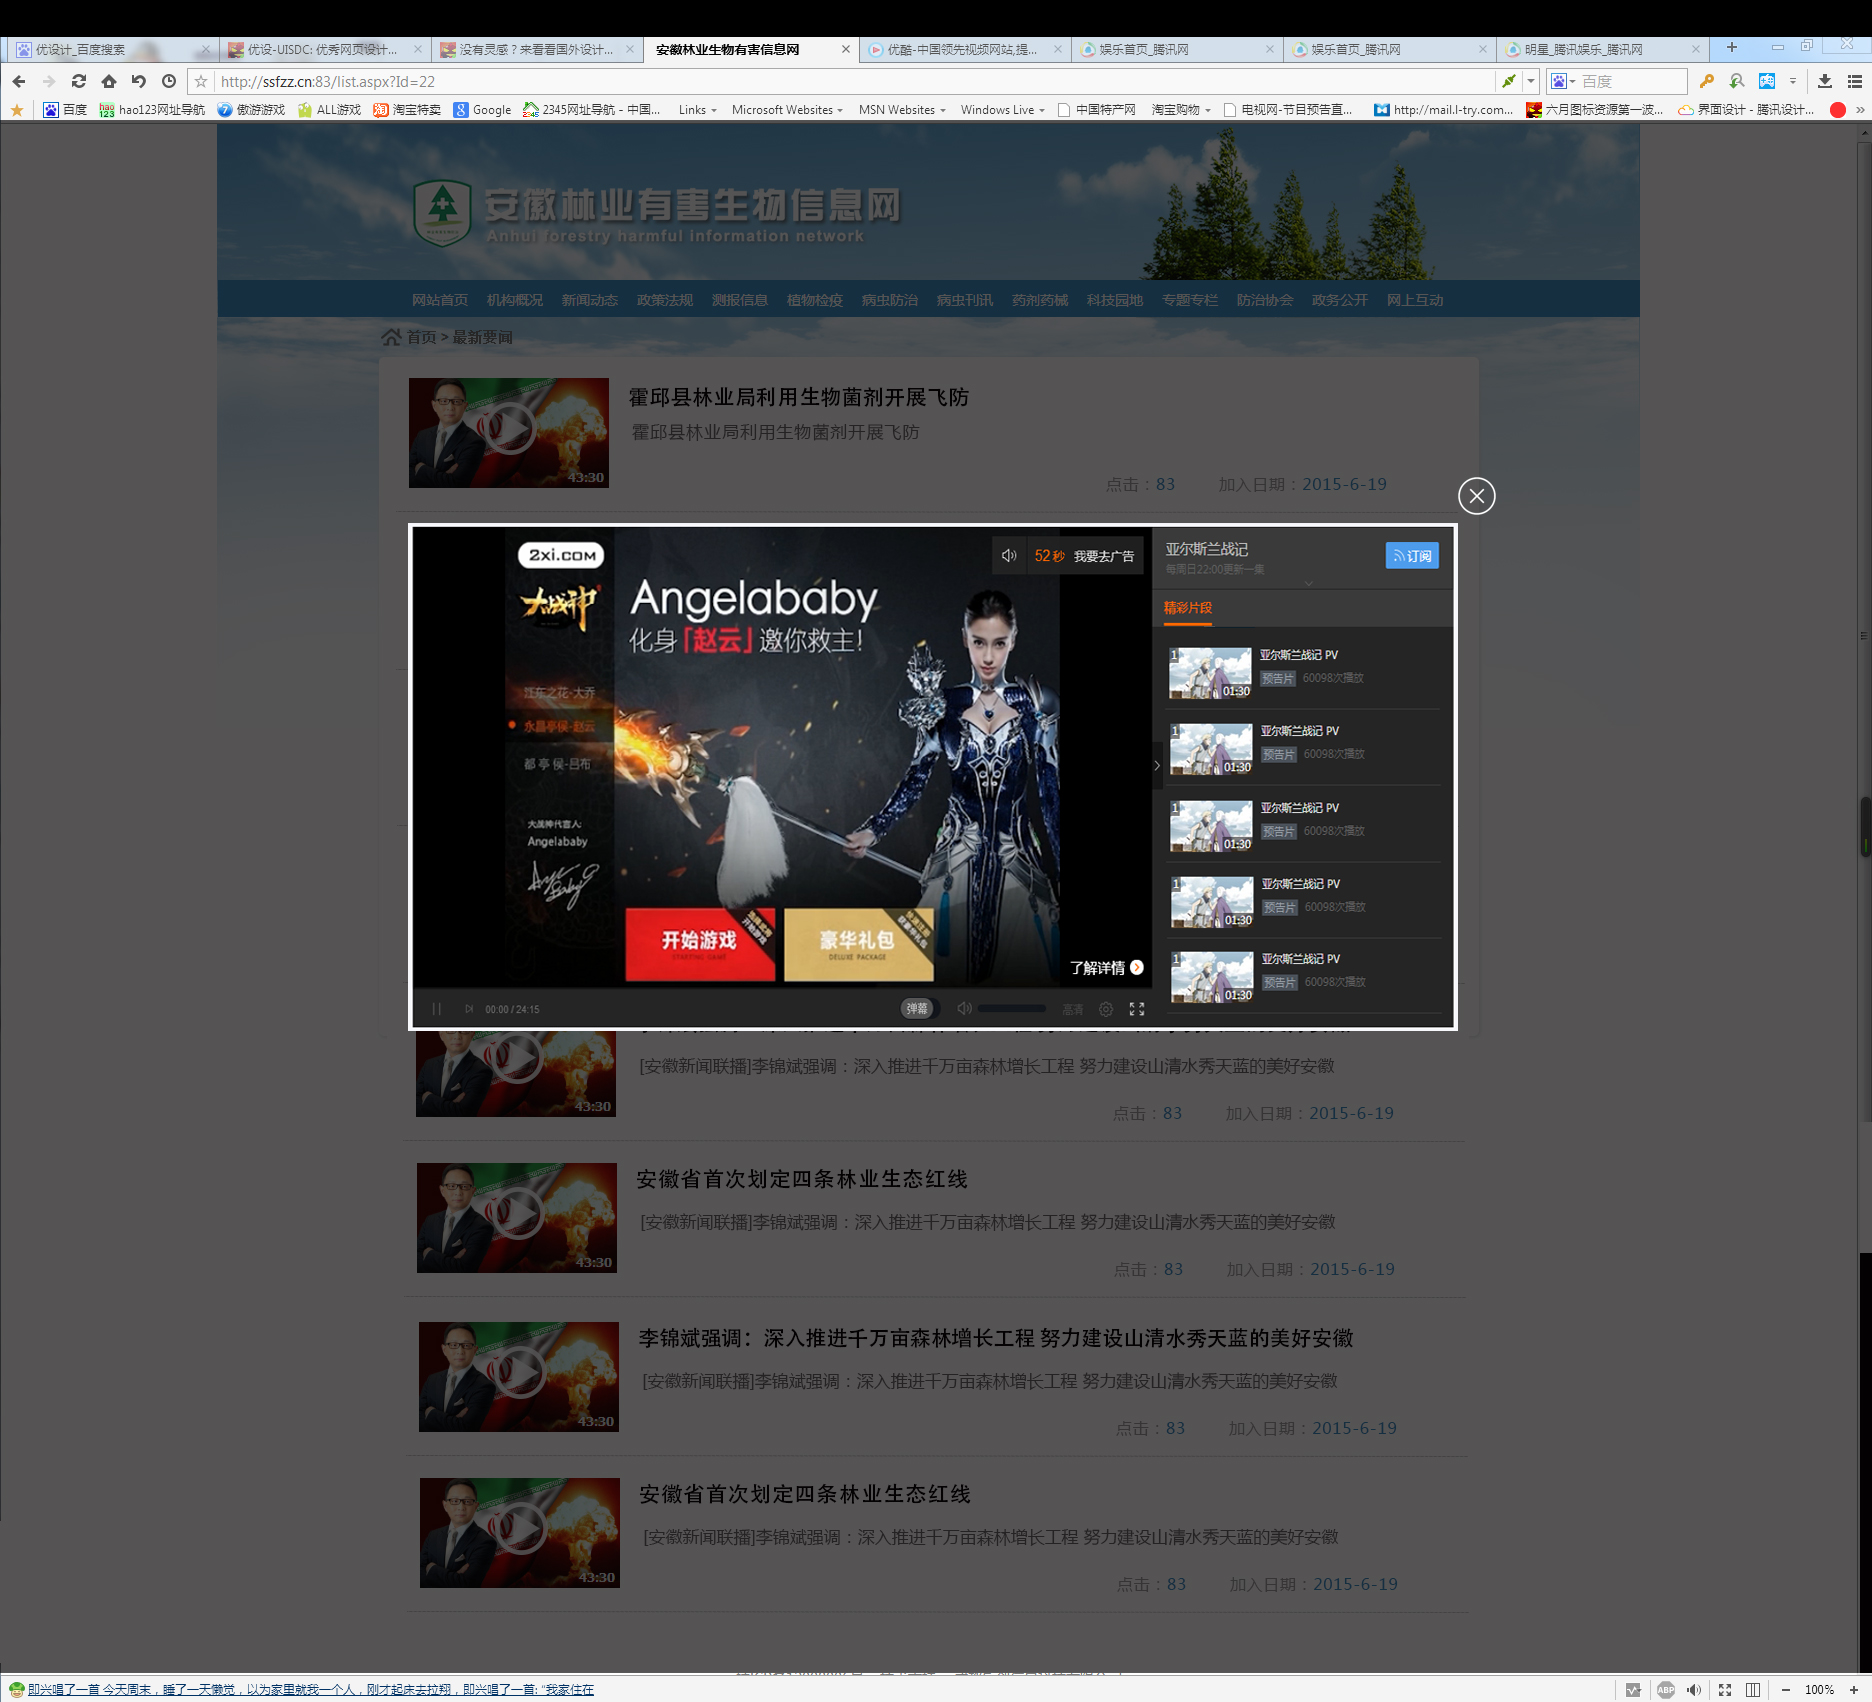 优设计_百度搜索
优设-UISDC: 优秀网页设计...
没有灵感？来看看国外设计...
安徽林业生物有害信息网
优酷-中国领先视频网站,提...
娱乐首页_腾讯网
娱乐首页_腾讯网
明星_腾讯娱乐_腾讯网
http://ssfzz.cn:83/list.aspx?Id=22
百度
百度
hao123网址导航
傲游游戏
ALL游戏
淘宝特卖
Google
2345网址导航 - 中国...
Links
Microsoft Websites
MSN Websites
Windows Live
中国特产网
淘宝购物
电视网-节目预告直...
http://mail.l-try.com...
六月图标资源第一波...
界面设计 - 腾讯设计...
安徽林业有害生物信息网
Anhui forestry harmful information network
网站首页 机构概况 新闻动态 政策法规 测报信息 植物检疫 病虫防治 病虫刊讯 药剂药械 科技园地 专题专栏 防治协会 政务公开 网上互动
首页 > 最新要闻
43:30
霍邱县林业局利用生物菌剂开展飞防
霍邱县林业局利用生物菌剂开展飞防
点击：83 加入日期：2015-6-19
2xi.com
大战神
Angelababy
化身「赵云」邀你救主!
江东之花-大乔
永昌亭侯-赵云
都亭侯-吕布
大战神代言人:
Angelababy
52秒 我要去广告
开始游戏
STARTING GAME
豪华礼包
DELUXE PACKAGE
了解详情
00:00 / 24:15
弹幕
高清
亚尔斯兰战记
每周日22:00更新一集
订阅
精彩片段
1
01:30
亚尔斯兰战记 PV
预告片 60098次播放
1
01:30
亚尔斯兰战记 PV
预告片 60098次播放
1
01:30
亚尔斯兰战记 PV
预告片 60098次播放
1
01:30
亚尔斯兰战记 PV
预告片 60098次播放
1
01:30
亚尔斯兰战记 PV
预告片 60098次播放
43:30
[安徽新闻联播]李锦斌强调：深入推进千万亩森林增长工程 努力建设山清水秀天蓝的美好安徽
点击：83 加入日期：2015-6-19
43:30
安徽省首次划定四条林业生态红线
[安徽新闻联播]李锦斌强调：深入推进千万亩森林增长工程 努力建设山清水秀天蓝的美好安徽
点击：83 加入日期：2015-6-19
43:30
李锦斌强调：深入推进千万亩森林增长工程 努力建设山清水秀天蓝的美好安徽
[安徽新闻联播]李锦斌强调：深入推进千万亩森林增长工程 努力建设山清水秀天蓝的美好安徽
点击：83 加入日期：2015-6-19
43:30
安徽省首次划定四条林业生态红线
[安徽新闻联播]李锦斌强调：深入推进千万亩森林增长工程 努力建设山清水秀天蓝的美好安徽
点击：83 加入日期：2015-6-19
即兴唱了一首 今天周末，睡了一天懒觉，以为家里就我一个人，刚才起床去拉翔，即兴唱了一首: "我家住在
ABP
100%